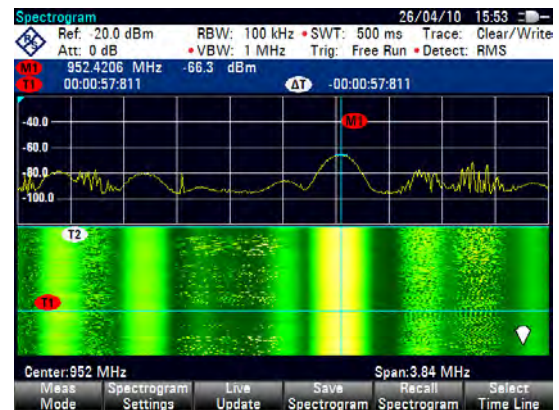 Spectrogram 26/04/10 15:53
Ref: -20.0 dBm RBW: 100 kHz SWT: 500 ms Trace: Clear/Write
Att: 0 dB VBW: 1 MHz Trig: Free Run Detect: RMS
M1 952.4206 MHz -66.3 dBm
T1 00:00:57:811 ΔT -00:00:57:811
M1
-40.0
-60.0
-80.0
-100.0
T2
T1
Center:952 MHz Span:3.84 MHz
Meas Mode Spectrogram Settings Live Update Save Spectrogram Recall Spectrogram Select Time Line